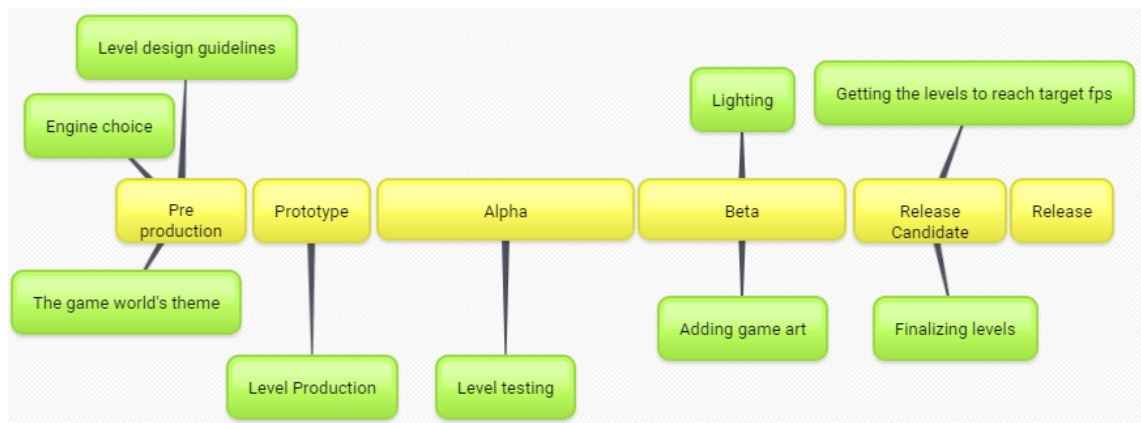 Level design guidelines
Engine choice
Lighting
Getting the levels to reach target fps
Pre
production
Prototype
Alpha
Beta
Release
Candidate
Release
The game world's theme
Level Production
Level testing
Adding game art
Finalizing levels